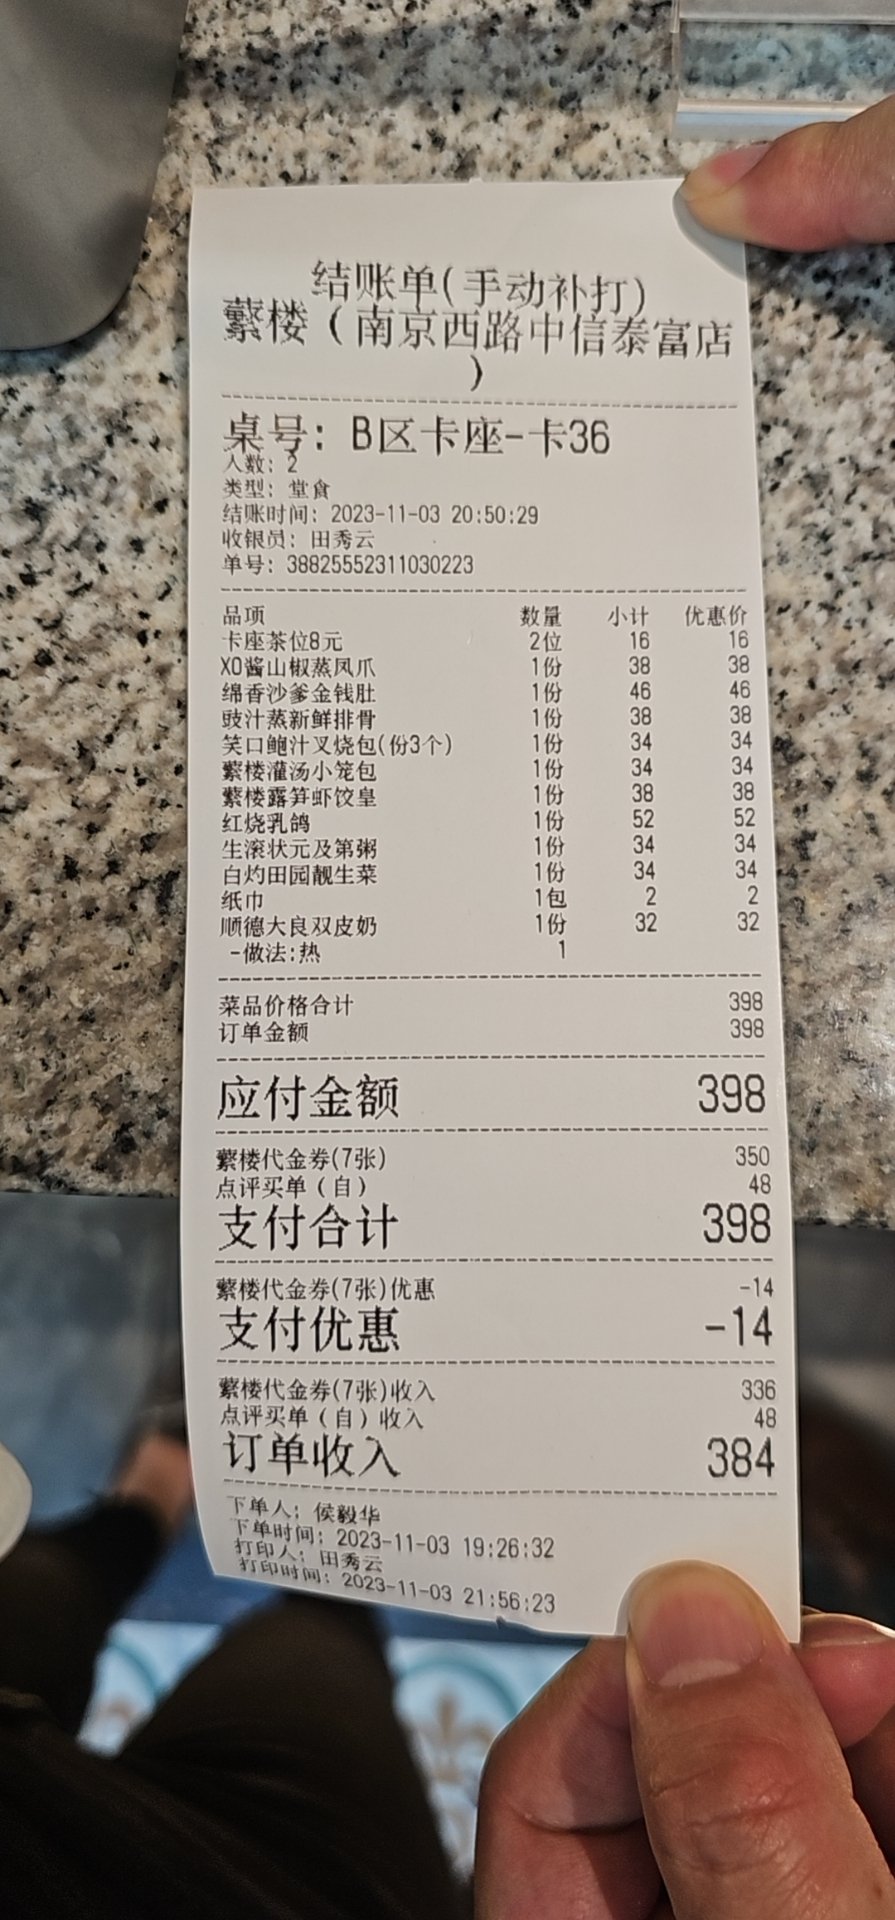 结账单(手动补打)
蘩楼(南京西路中信泰富店
)
桌号: B区卡座-卡36
人数: 2
类型: 堂食
结账时间: 2023-11-03 20:50:29
收银员: 田秀云
单号: 38825552311030223
品项 数量 小计 优惠价
卡座茶位8元 2位 16 16
XO酱山椒蒸凤爪 1份 38 38
绵香沙爹金钱肚 1份 46 46
豉汁蒸新鲜排骨 1份 38 38
笑口鲍汁叉烧包(份3个) 1份 34 34
蘩楼灌汤小笼包 1份 34 34
蘩楼露笋虾饺皇 1份 38 38
红烧乳鸽 1份 52 52
生滚状元及第粥 1份 34 34
白灼田园靓生菜 1份 34 34
纸巾 1包 2 2
顺德大良双皮奶 1份 32 32
-做法:热 1
菜品价格合计 398
订单金额 398
应付金额 398
蘩楼代金券(7张) 350
点评买单(自) 48
支付合计 398
蘩楼代金券(7张)优惠 -14
支付优惠 -14
蘩楼代金券(7张)收入 336
点评买单(自)收入 48
订单收入 384
下单人: 侯毅华
下单时间: 2023-11-03 19:26:32
打印人: 田秀云
打印时间: 2023-11-03 21:56:23